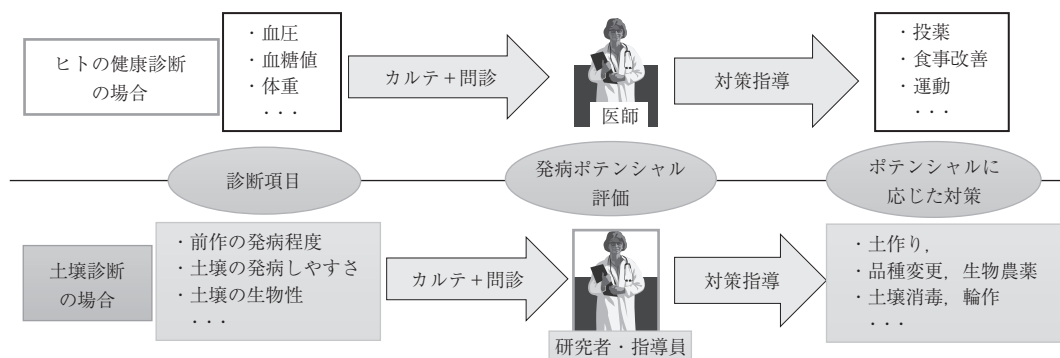 ヒトの健康診断
の場合
・血圧
・血糖値
・体重
・・・
カルテ+問診
医師
対策指導
・投薬
・食事改善
・運動
・・・
診断項目
発病ポテンシャル
評価
ポテンシャルに
応じた対策
土壌診断
の場合
・前作の発病程度
・土壌の発病しやすさ
・土壌の生物性
・・・
カルテ+問診
研究者・指導員
対策指導
・土作り,
・品種変更,生物農薬
・土壌消毒,輪作
・・・